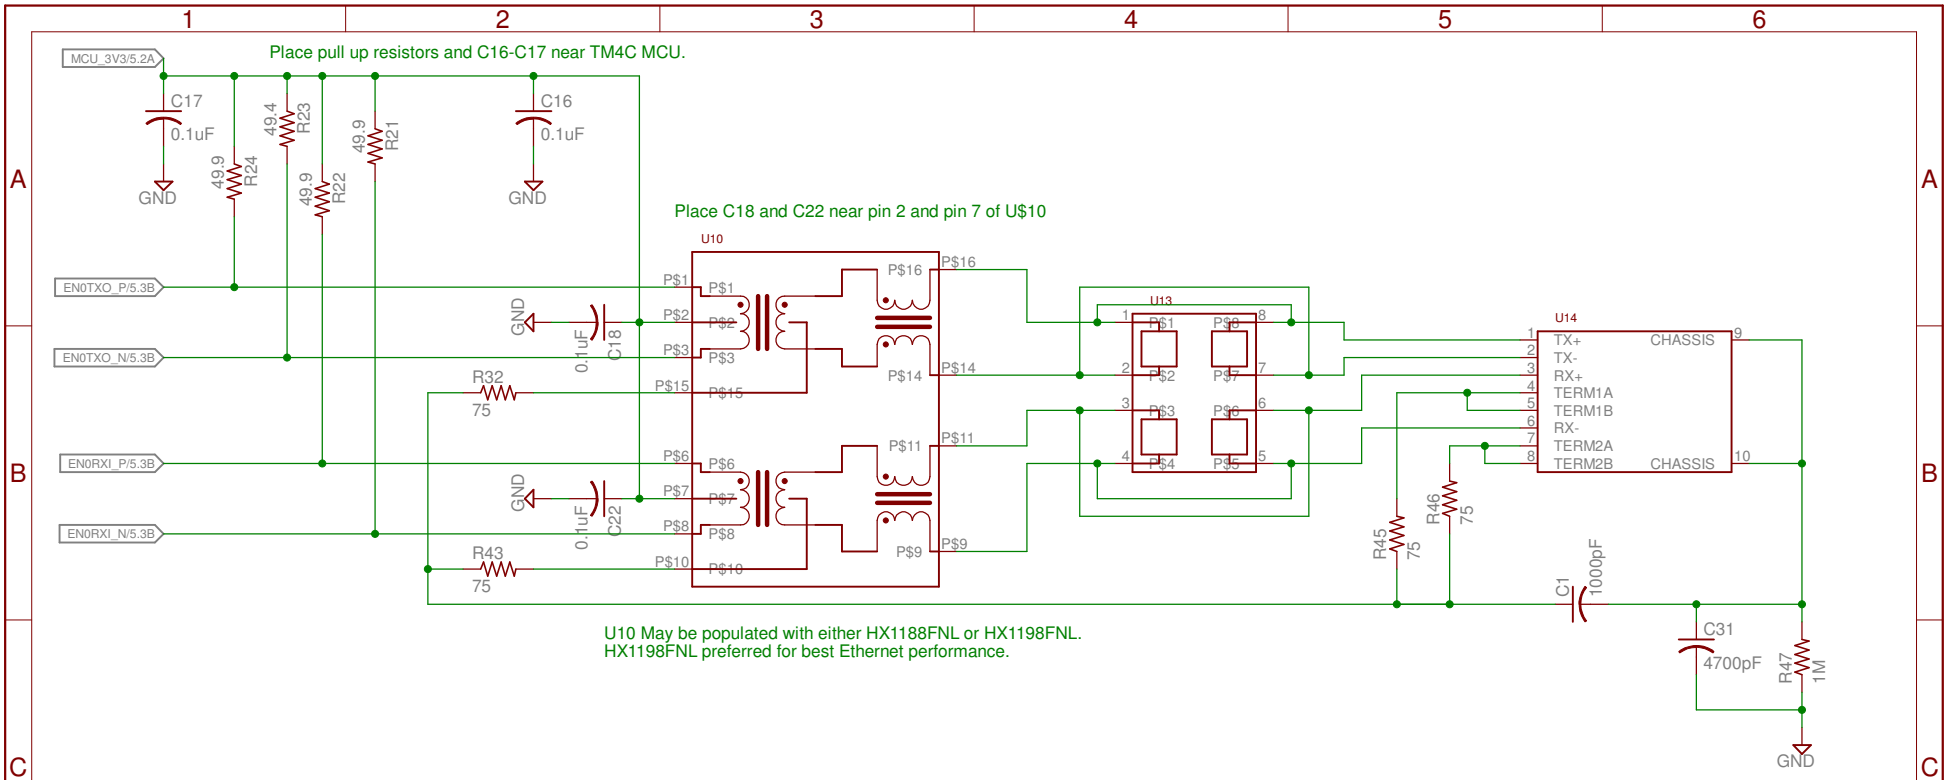 1 2 3 4 5 6
MCU_3V3/5.2A
Place pull up resistors and C16-C17 near TM4C MCU.
C17
0.1uF
GND
49.9
R24
49.4
R23
49.9
R22
49.9
R21
C16
0.1uF
GND
A
A
Place C18 and C22 near pin 2 and pin 7 of U$10
U10
EN0TXO_P/5.3B
EN0TXO_N/5.3B
EN0RXI_P/5.3B
EN0RXI_N/5.3B
GND
0.1uF
C18
R32
75
GND
0.1uF
C22
R43
75
P$1
P$2
P$3
P$15
P$6
P$7
P$8
P$10
P$1
P$2
P$3
P$15
P$6
P$7
P$8
P$10
P$16
P$14
P$11
P$9
P$16
P$14
P$11
P$9
U13
1
2
3
4
P$1
P$2
P$3
P$4
P$8
P$7
P$6
P$5
8
7
6
5
U14
1 TX+
2 TX-
3 RX+
4 TERM1A
5 TERM1B
6 RX-
7 TERM2A
8 TERM2B
CHASSIS 9
CHASSIS 10
B
B
R45
75
R46
75
C1
1000pF
C31
4700pF
R47
1M
GND
U10 May be populated with either HX1188FNL or HX1198FNL.
HX1198FNL preferred for best Ethernet performance.
C
C